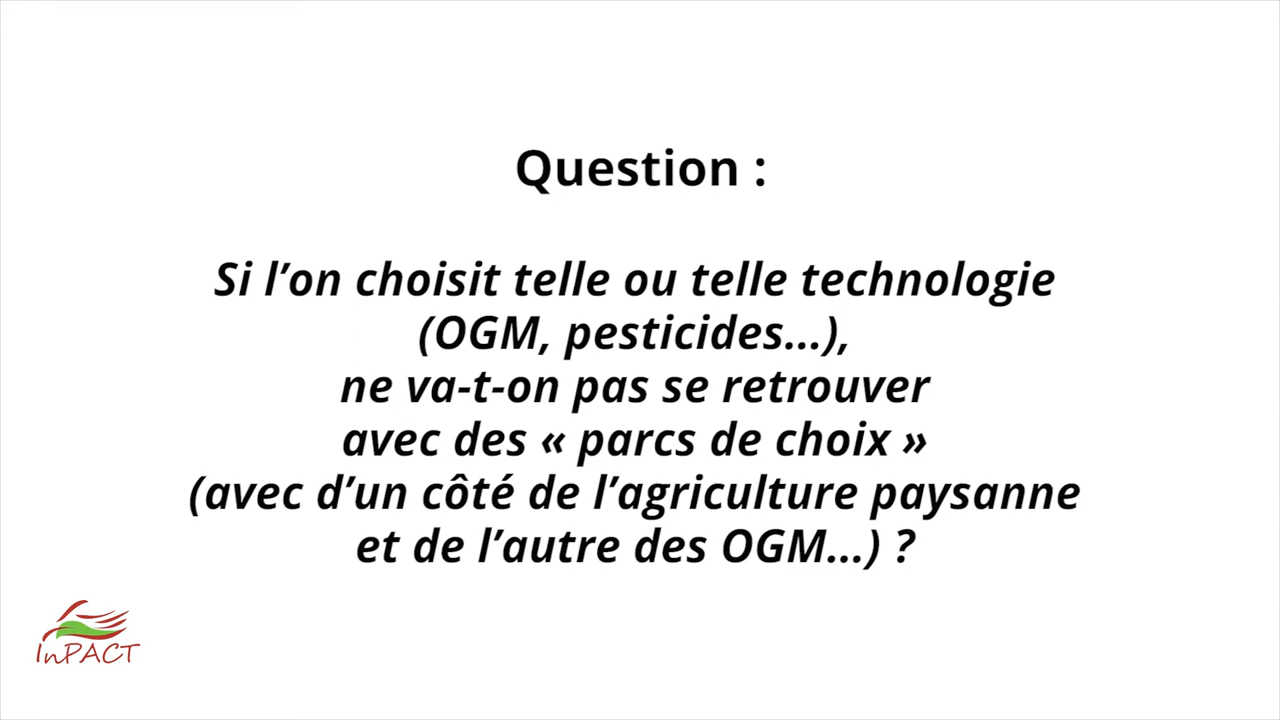 Question :
Si l’on choisit telle ou telle technologie
(OGM, pesticides...),
ne va-t-on pas se retrouver
avec des « parcs de choix »
(avec d’un côté de l’agriculture paysanne
et de l’autre des OGM...) ?
InPACT